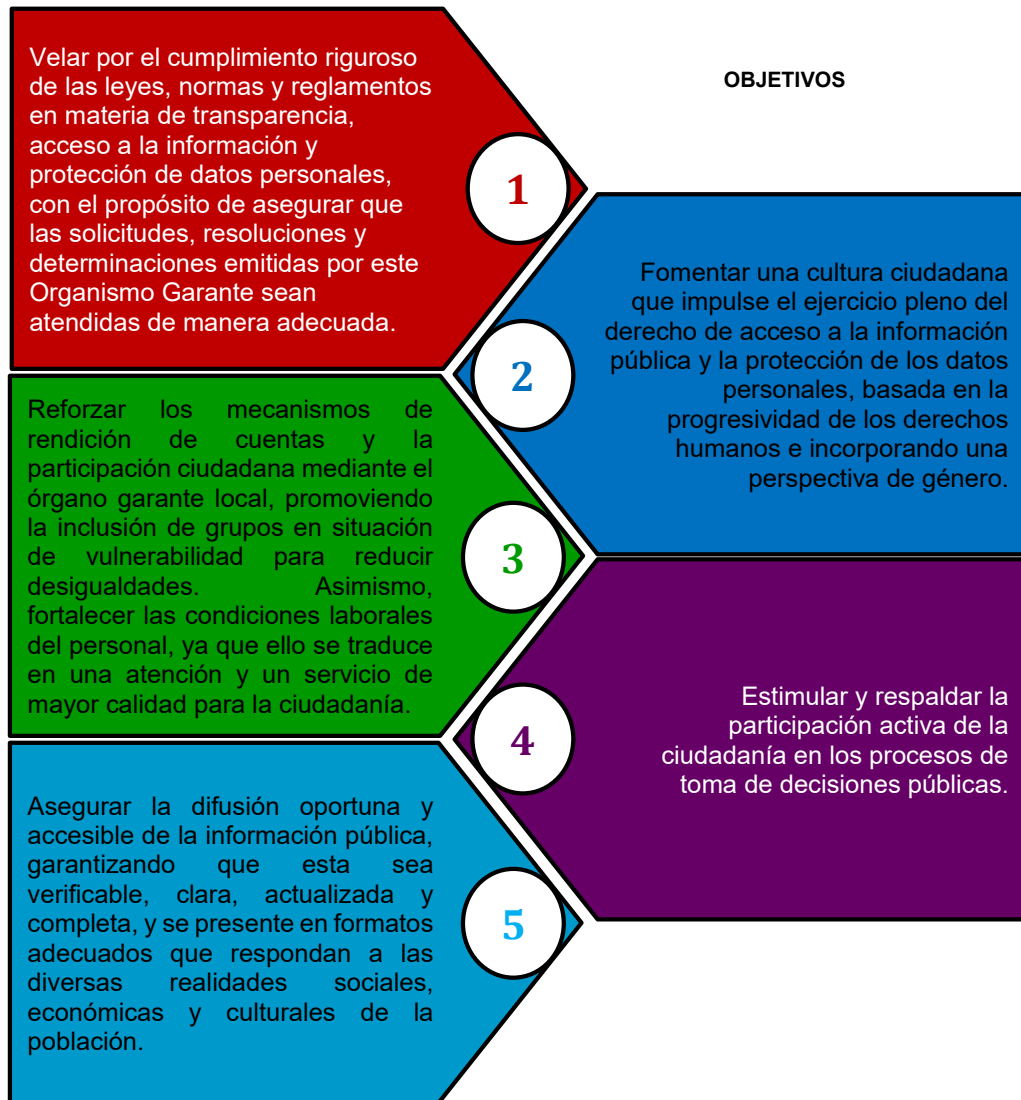 OBJETIVOS
Velar por el cumplimiento riguroso
de las leyes, normas y reglamentos
en materia de transparencia,
acceso a la información y
protección de datos personales,
con el propósito de asegurar que
las solicitudes, resoluciones y
determinaciones emitidas por este
Organismo Garante sean
atendidas de manera adecuada.
1
Fomentar una cultura ciudadana
que impulse el ejercicio pleno del
derecho de acceso a la información
pública y la protección de los datos
personales, basada en la
progresividad de los derechos
humanos e incorporando una
perspectiva de género.
2
Reforzar los mecanismos de
rendición de cuentas y la
participación ciudadana mediante el
órgano garante local, promoviendo
la inclusión de grupos en situación
de vulnerabilidad para reducir
desigualdades. Asimismo,
fortalecer las condiciones laborales
del personal, ya que ello se traduce
en una atención y un servicio de
mayor calidad para la ciudadanía.
3
Estimular y respaldar la
participación activa de la
ciudadanía en los procesos de
toma de decisiones públicas.
4
Asegurar la difusión oportuna y
accesible de la información pública,
garantizando que esta sea
verificable, clara, actualizada y
completa, y se presente en formatos
adecuados que respondan a las
diversas realidades sociales,
económicas y culturales de la
población.
5